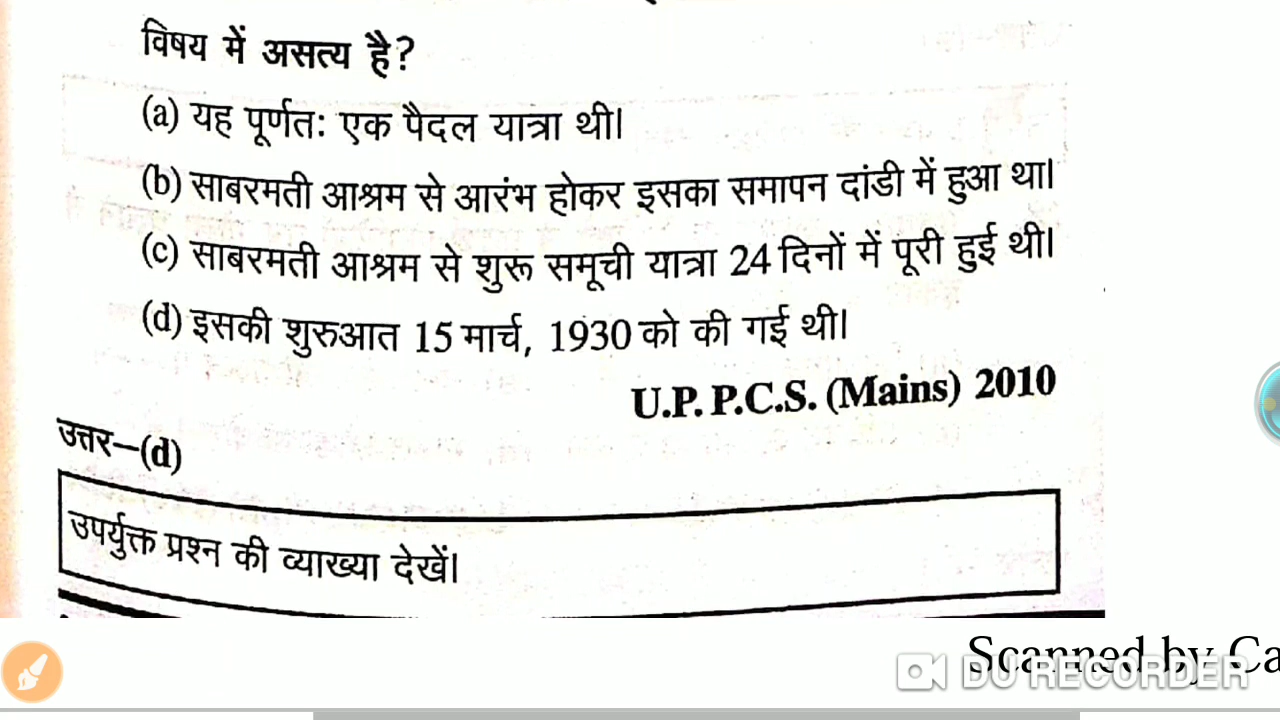 विषय में असत्य है?
(a) यह पूर्णतः एक पैदल यात्रा थी।
(b) साबरमती आश्रम से आरंभ होकर इसका समापन दांडी में हुआ था।
(c) साबरमती आश्रम से शुरू समूची यात्रा 24 दिनों में पूरी हुई थी।
(d) इसकी शुरुआत 15 मार्च, 1930 को की गई थी।
U.P. P.C.S. (Mains) 2010
उत्तर—(d)
उपर्युक्त प्रश्न की व्याख्या देखें।
Scanned by Ca
DU RECORDER